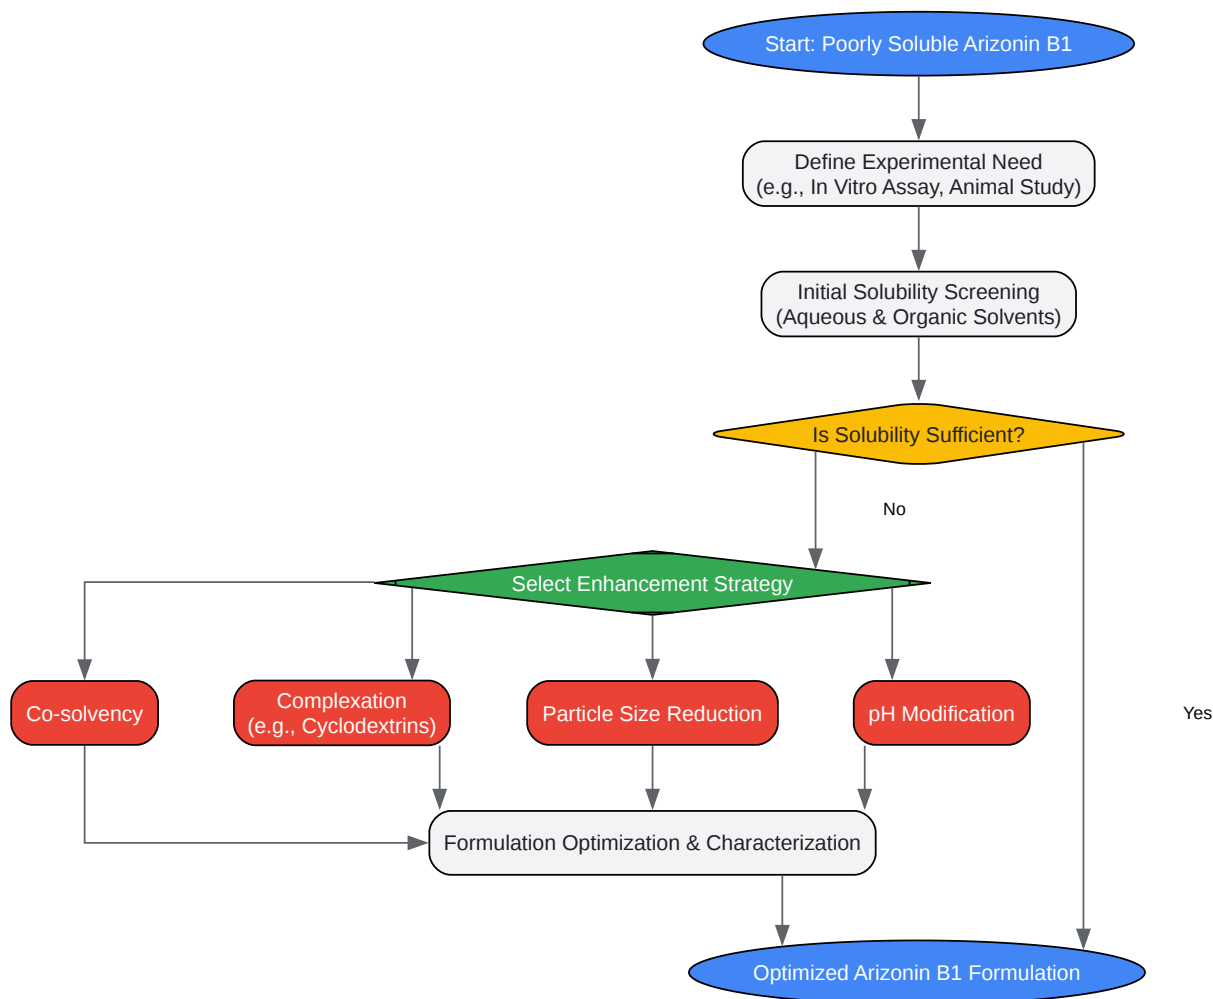 Start: Poorly Soluble Arizonin B1
Define Experimental Need
(e.g., In Vitro Assay, Animal Study)
Initial Solubility Screening
(Aqueous & Organic Solvents)
Is Solubility Sufficient?
No
Select Enhancement Strategy
Co-solvency
Complexation
(e.g., Cyclodextrins)
Particle Size Reduction
pH Modification
Yes
Formulation Optimization & Characterization
Optimized Arizonin B1 Formulation